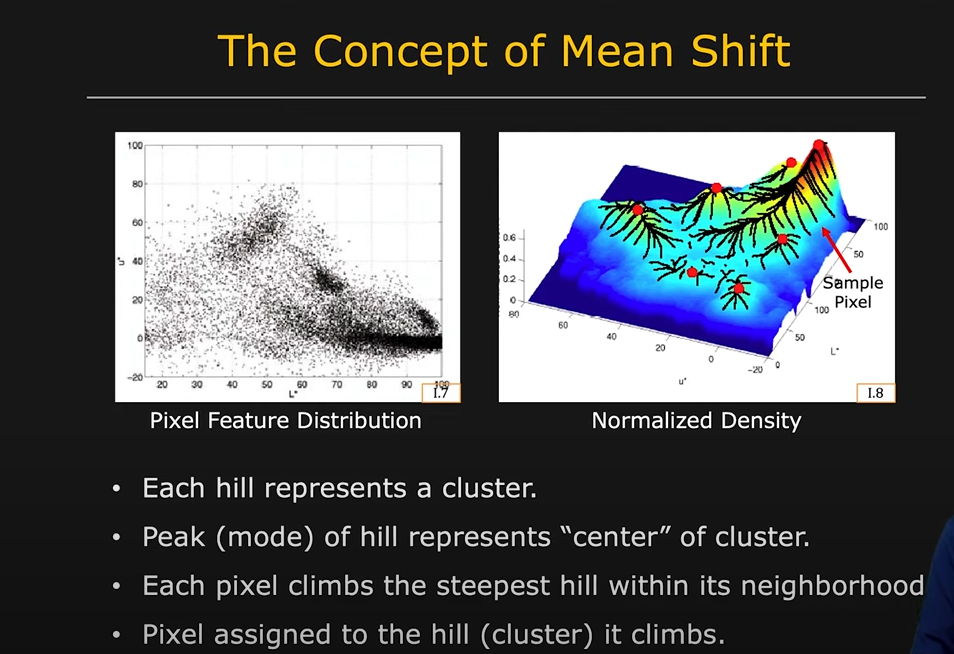 The Concept of Mean Shift
100
80
60
40
20
0
-20
u*
20 30 40 50 60 70 80 90 100
L*
I.7
Pixel Feature Distribution
0.6
0.4
0.2
0
80
60
40
20
0
-20
u*
100
50
0
100
50
0
L*
Sample
Pixel
I.8
Normalized Density
• Each hill represents a cluster.
• Peak (mode) of hill represents “center” of cluster.
• Each pixel climbs the steepest hill within its neighborhood
• Pixel assigned to the hill (cluster) it climbs.